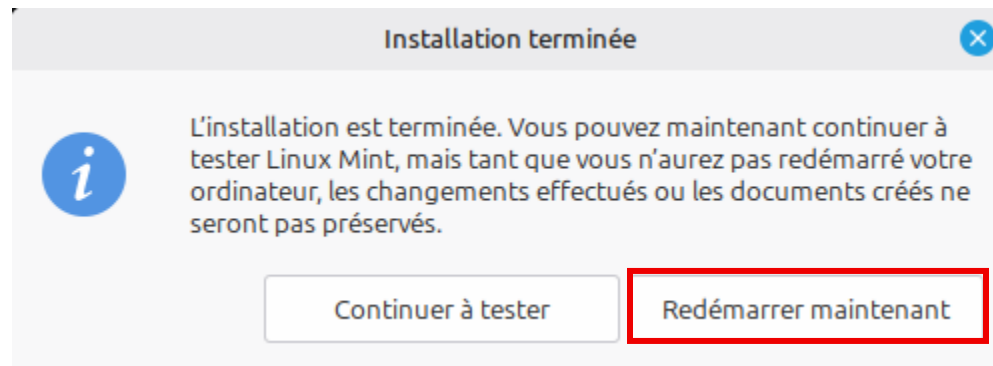 Installation terminée
L'installation est terminée. Vous pouvez maintenant continuer à
tester Linux Mint, mais tant que vous n'aurez pas redémarré votre
ordinateur, les changements effectués ou les documents créés ne
seront pas préservés.
Continuer à tester
Redémarrer maintenant